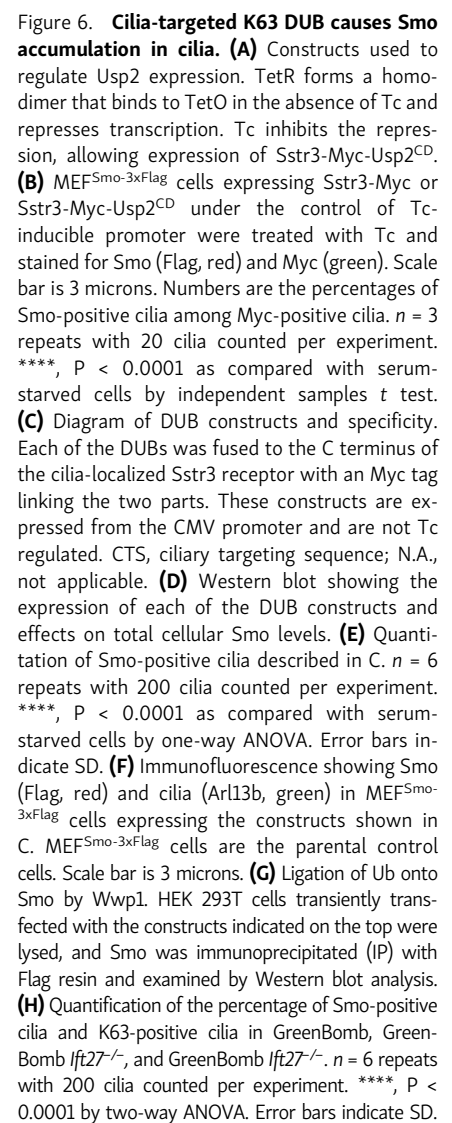 Figure 6. Cilia-targeted K63 DUB causes Smo
accumulation in cilia. (A) Constructs used to
regulate Usp2 expression. TetR forms a homo-
dimer that binds to TetO in the absence of Tc and
represses transcription. Tc inhibits the repres-
sion, allowing expression of Sstr3-Myc-Usp2CD.
(B) MEFSmo-3xFlag cells expressing Sstr3-Myc or
Sstr3-Myc-Usp2CD under the control of Tc-
inducible promoter were treated with Tc and
stained for Smo (Flag, red) and Myc (green). Scale
bar is 3 microns. Numbers are the percentages of
Smo-positive cilia among Myc-positive cilia. n = 3
repeats with 20 cilia counted per experiment.
****, P < 0.0001 as compared with serum-
starved cells by independent samples t test.
(C) Diagram of DUB constructs and specificity.
Each of the DUBs was fused to the C terminus of
the cilia-localized Sstr3 receptor with an Myc tag
linking the two parts. These constructs are ex-
pressed from the CMV promoter and are not Tc
regulated. CTS, ciliary targeting sequence; N.A.,
not applicable. (D) Western blot showing the
expression of each of the DUB constructs and
effects on total cellular Smo levels. (E) Quanti-
tation of Smo-positive cilia described in C. n = 6
repeats with 200 cilia counted per experiment.
****, P < 0.0001 as compared with serum-
starved cells by one-way ANOVA. Error bars in-
dicate SD. (F) Immunofluorescence showing Smo
(Flag, red) and cilia (Arl13b, green) in MEFSmo-
3xFlag cells expressing the constructs shown in
C. MEFSmo-3xFlag cells are the parental control
cells. Scale bar is 3 microns. (G) Ligation of Ub onto
Smo by Wwp1. HEK 293T cells transiently trans-
fected with the constructs indicated on the top were
lysed, and Smo was immunoprecipitated (IP) with
Flag resin and examined by Western blot analysis.
(H) Quantification of the percentage of Smo-positive
cilia and K63-positive cilia in GreenBomb, Green-
Bomb Ift27−/−, and GreenBomb Ift27−/−. n = 6 repeats
with 200 cilia counted per experiment. ****, P <
0.0001 by two-way ANOVA. Error bars indicate SD.